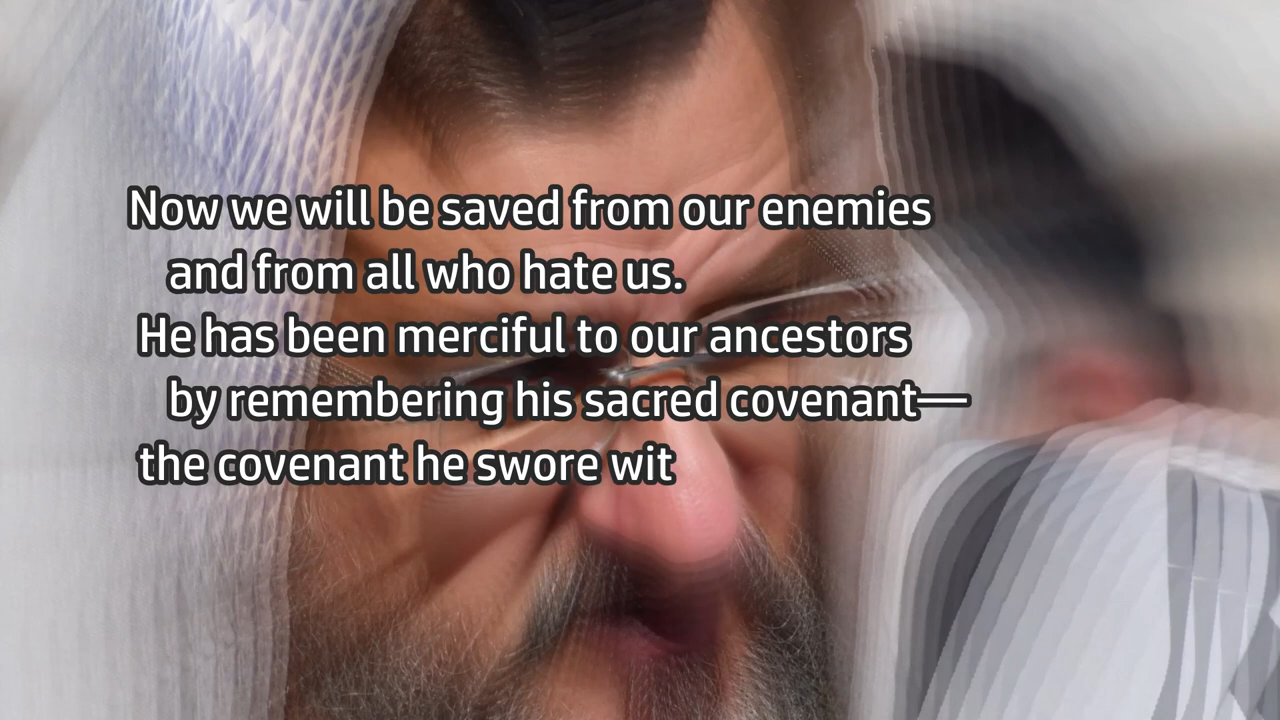 Now we will be saved from our enemies
and from all who hate us.
He has been merciful to our ancestors
by remembering his sacred covenant—
the covenant he swore wit